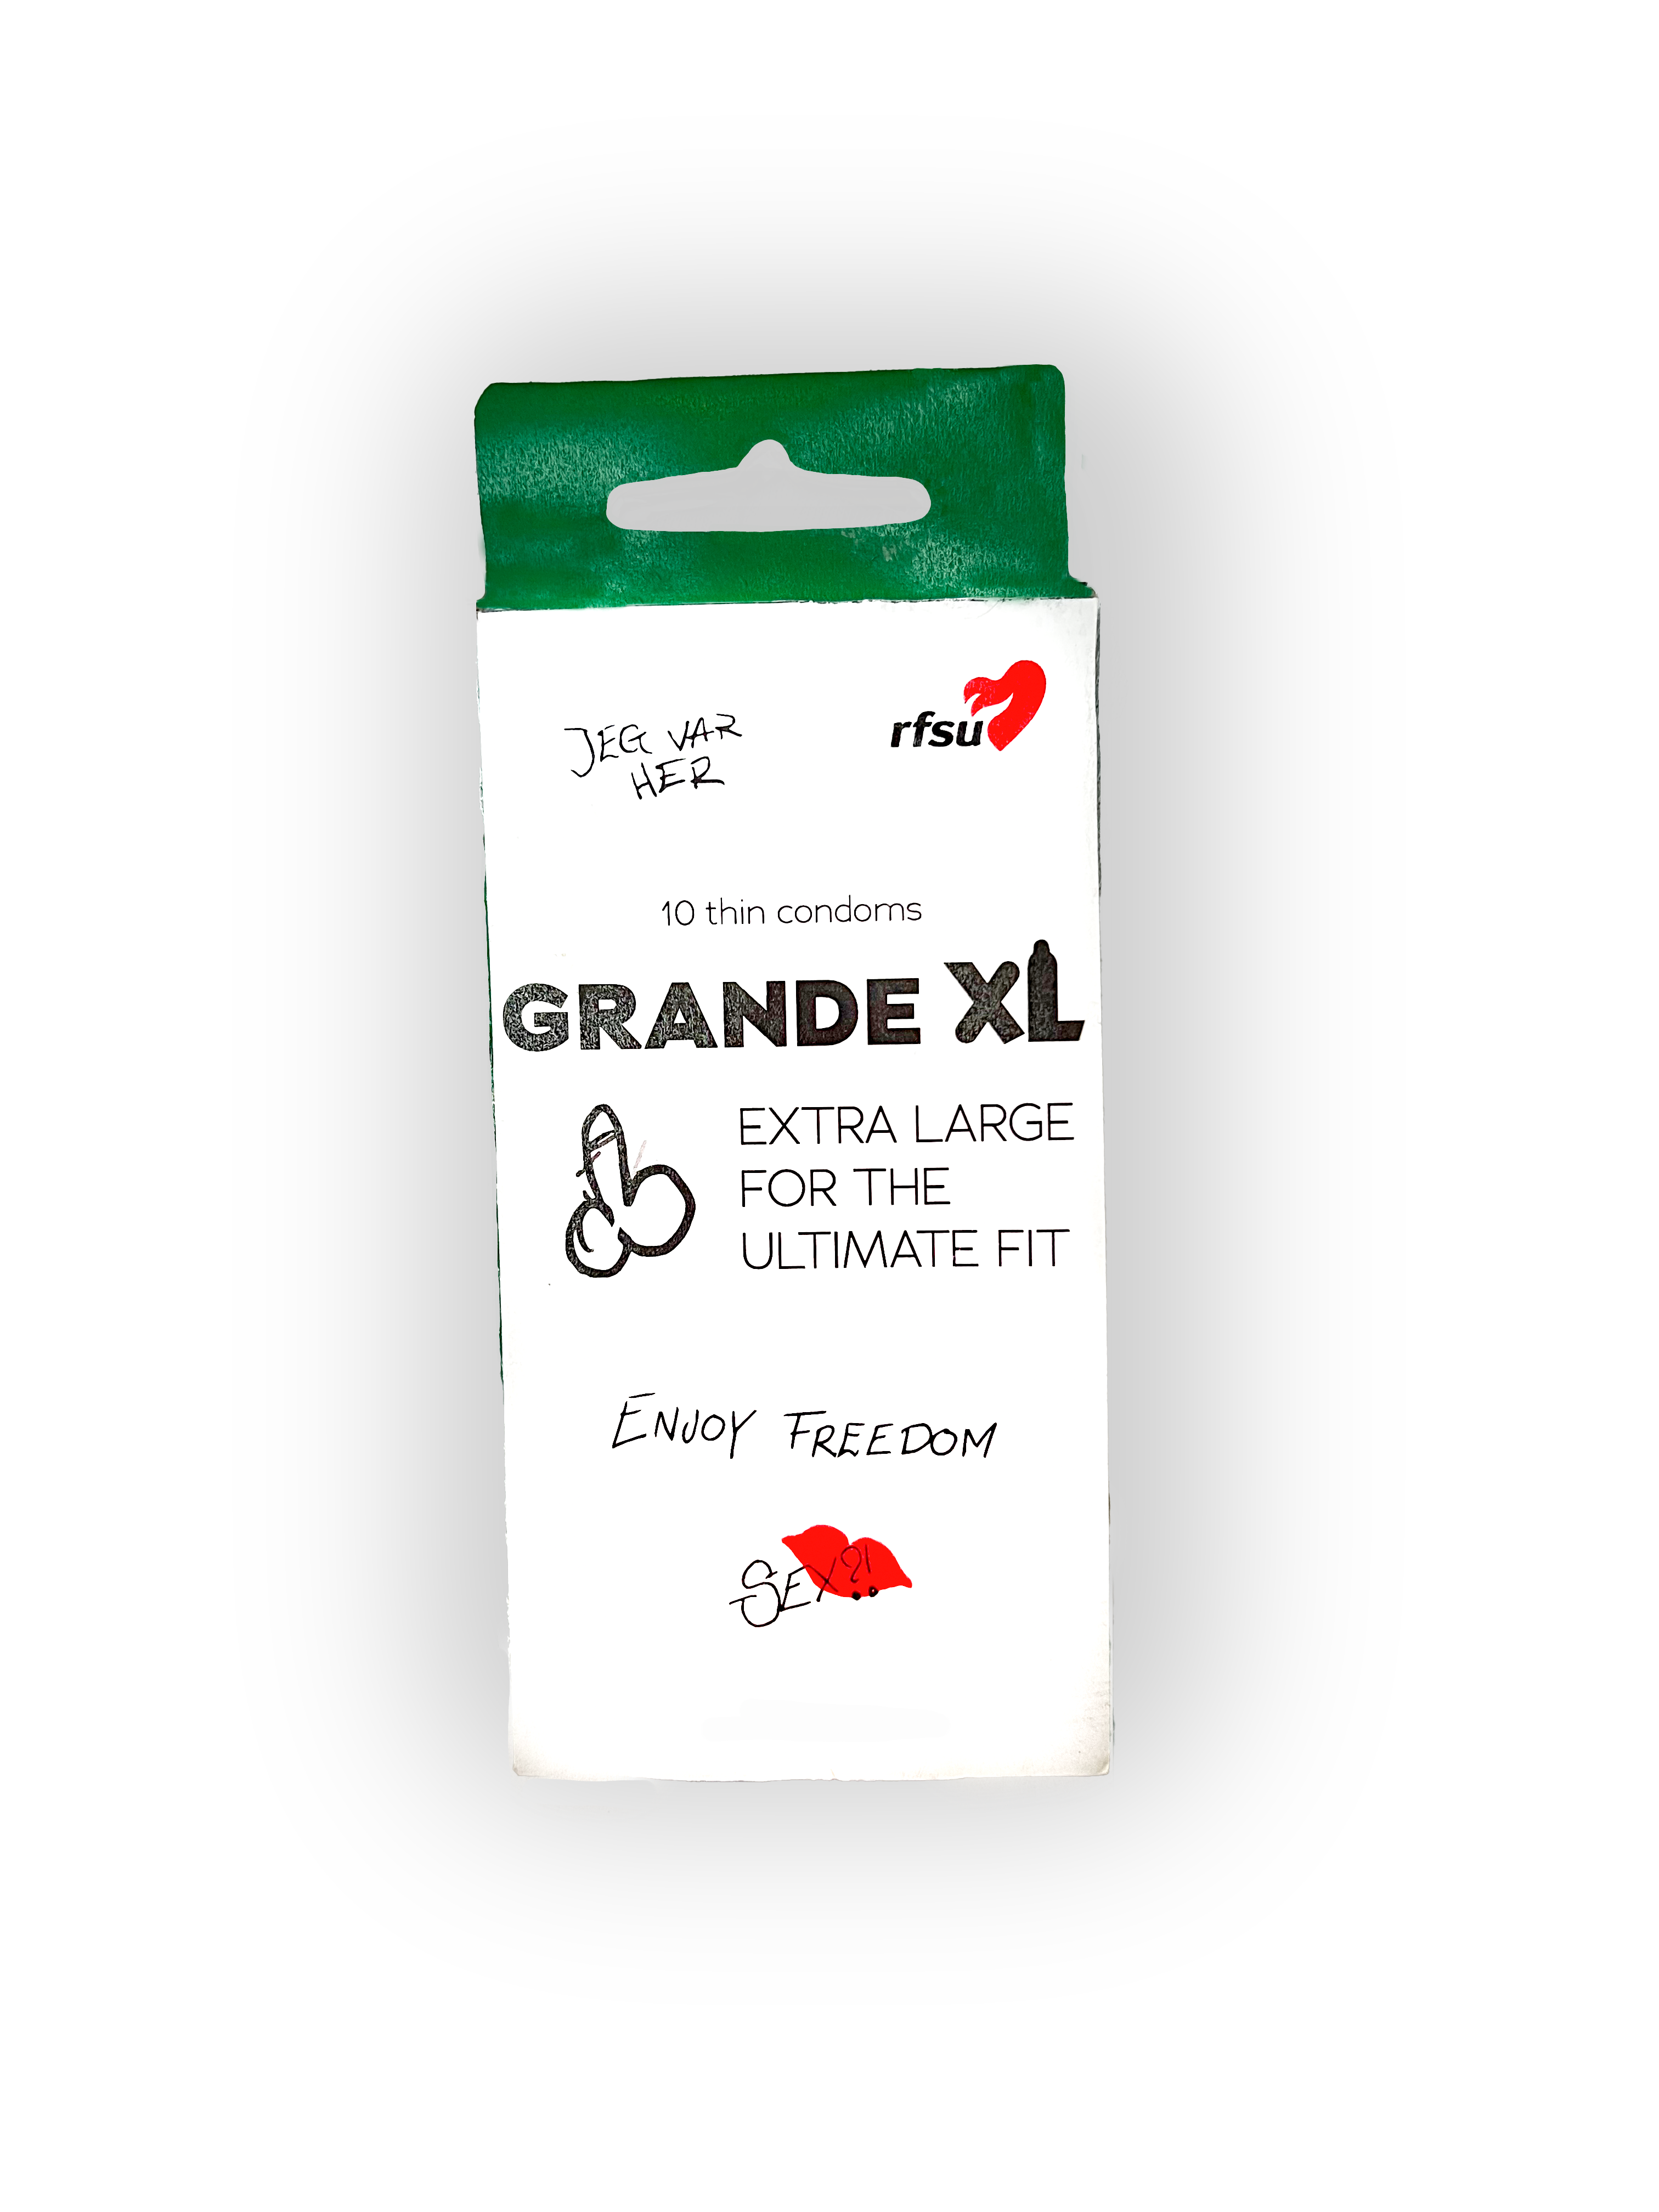 JEG VAR
HER
rfsu
10 thin condoms
GRANDE XL
EXTRA LARGE
FOR THE
ULTIMATE FIT
ENJOY FREEDOM
SEX?!